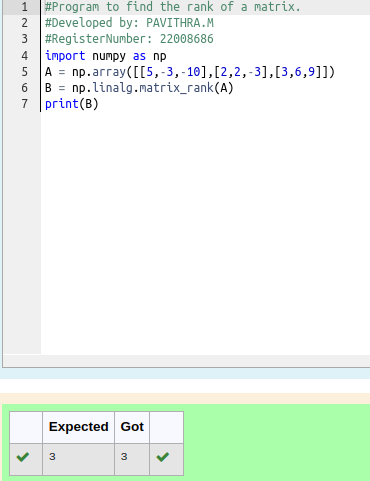 1 #Program to find the rank of a matrix.
2 #Developed by: PAVITHRA.M
3 #RegisterNumber: 22008686
4 import numpy as np
5 A = np.array([[5,-3,-10],[2,2,-3],[3,6,9]])
6 B = np.linalg.matrix_rank(A)
7 print(B)
Expected Got
3 3